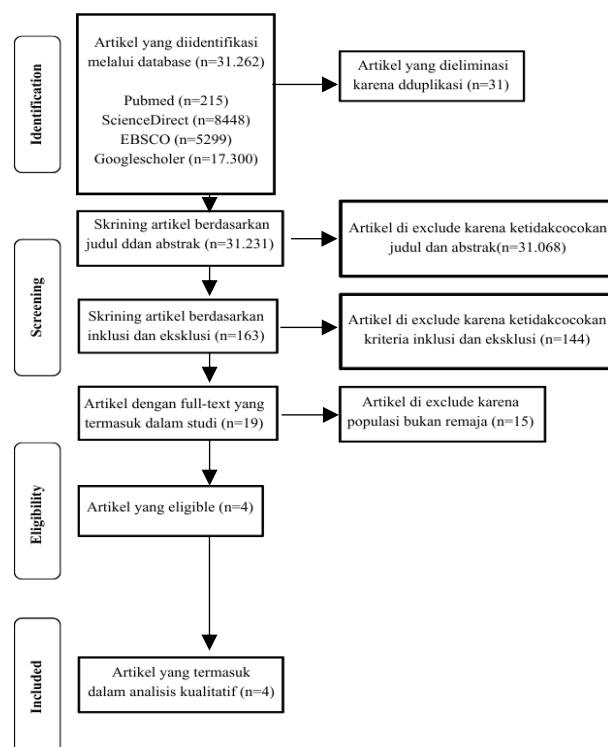 Identification
Artikel yang diidentifikasi
melalui database (n=31.262)
Pubmed (n=215)
ScienceDirect (n=8448)
EBSCO (n=5299)
Googlescholer (n=17.300)
Artikel yang dieliminasi
karena dduplikasi (n=31)
Screening
Skrining artikel berdasarkan
judul ddan abstrak (n=31.231)
Artikel di exclude karena ketidakcocokan
judul dan abstrak(n=31.068)
Skrining artikel berdasarkan
inklusi dan eksklusi (n=163)
Artikel di exclude karena ketidakcocokan
kriteria inklusi dan eksklusi (n=144)
Artikel dengan full-text yang
termasuk dalam studi (n=19)
Artikel di exclude karena
populasi bukan remaja (n=15)
Eligibility
Artikel yang eligible (n=4)
Included
Artikel yang termasuk
dalam analisis kualitatif (n=4)